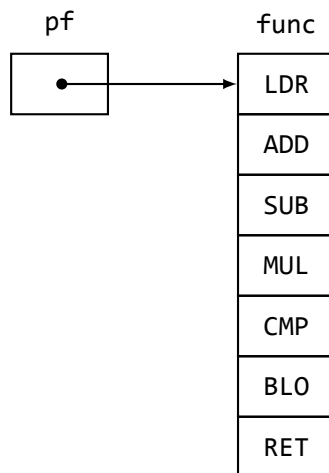 pf
func
LDR
ADD
SUB
MUL
CMP
BLO
RET